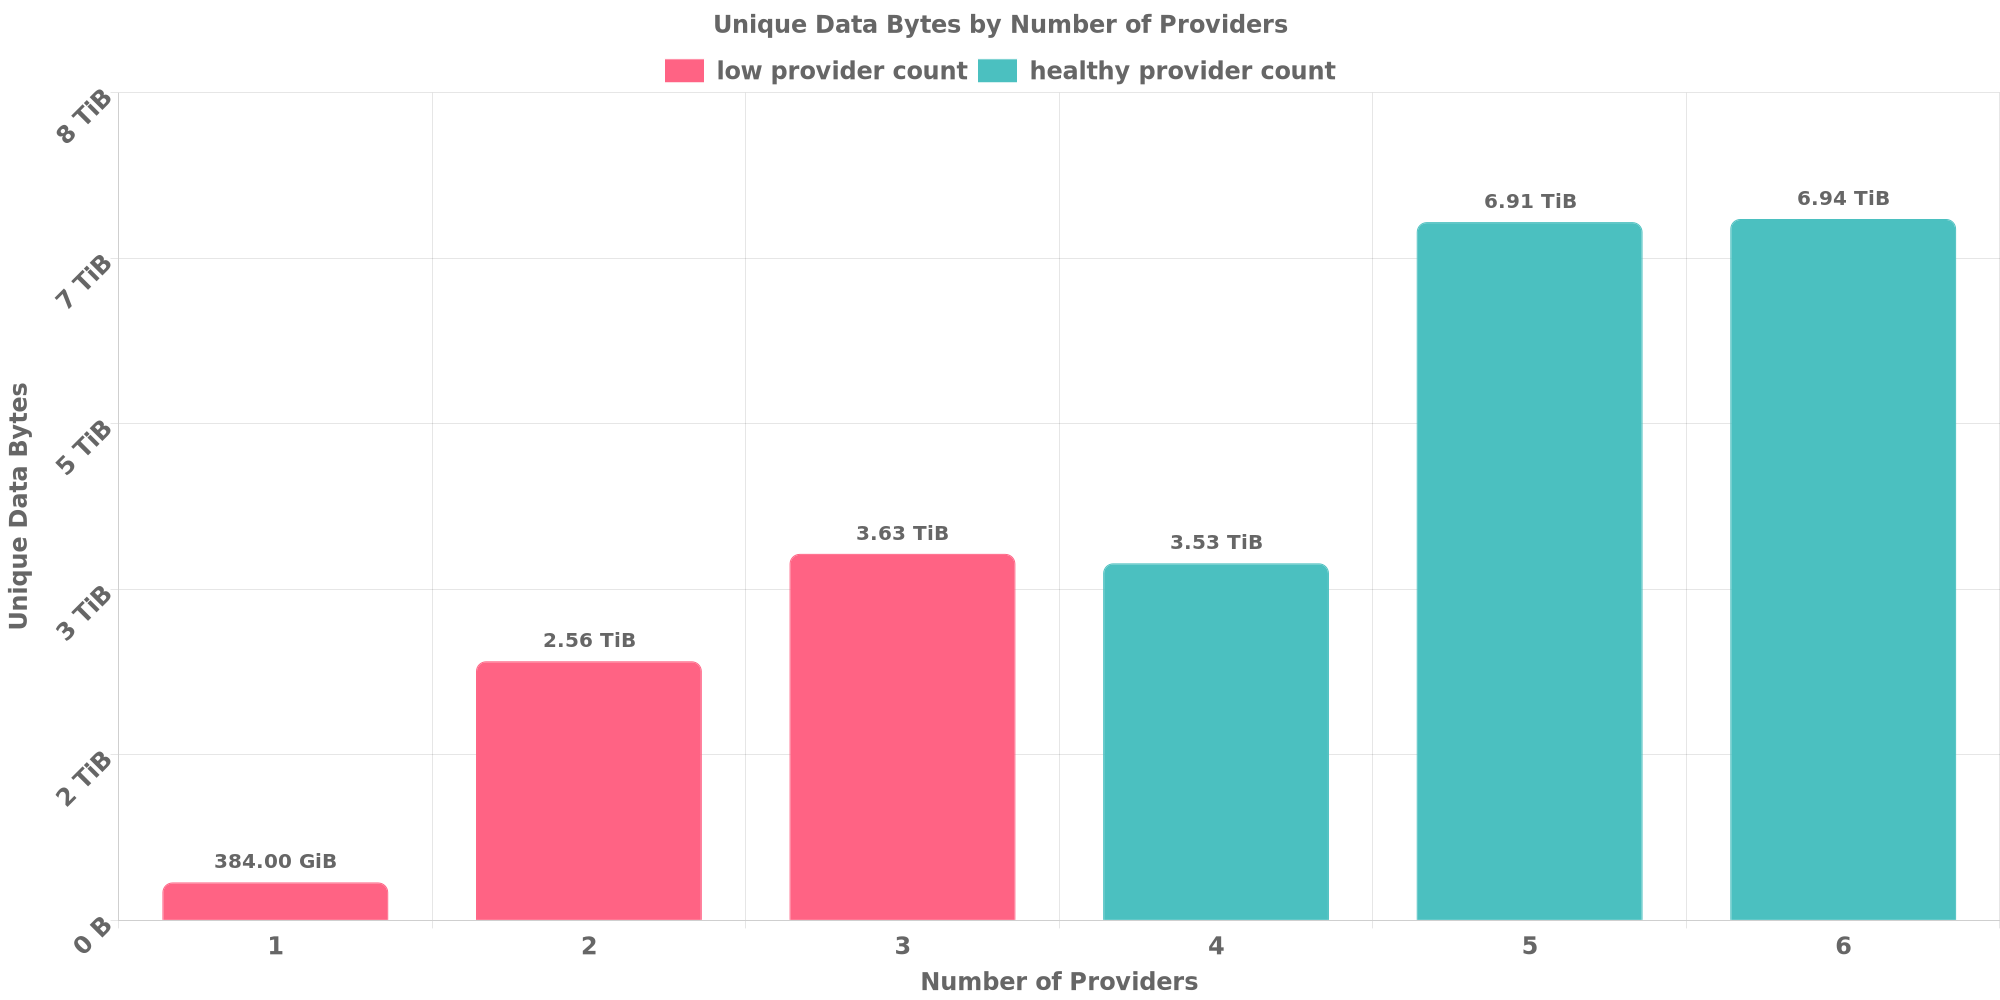 Unique Data Bytes by Number of Providers
low provider count healthy provider count
8 TiB
7 TiB
5 TiB
3 TiB
2 TiB
0 B
Unique Data Bytes
384.00 GiB
2.56 TiB
3.63 TiB
3.53 TiB
6.91 TiB
6.94 TiB
1 2 3 4 5 6
Number of Providers